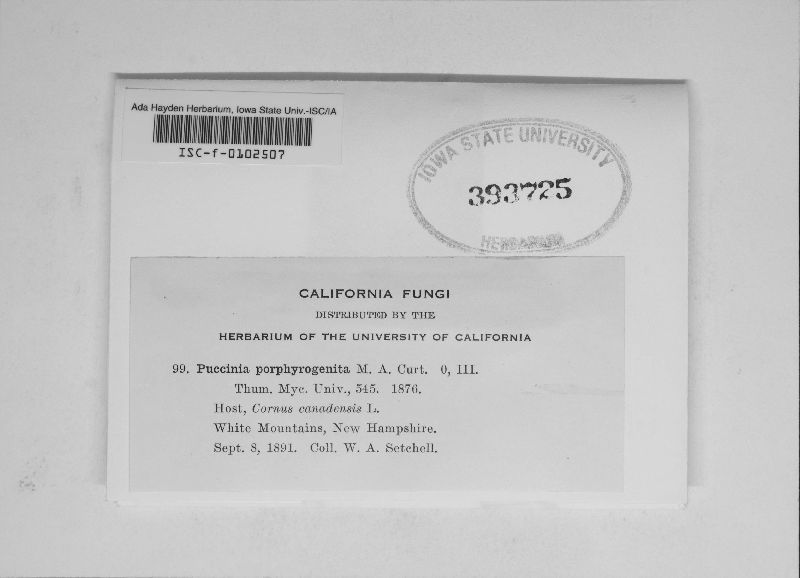 Ada Hayden Herbarium, Iowa State Univ.-ISC/IA
ISC-f-0102507
IOWA STATE UNIVERSITY
393725
HERBARIUM
CALIFORNIA FUNGI
DISTRIBUTED BY THE
HERBARIUM OF THE UNIVERSITY OF CALIFORNIA
99. Puccinia porphyrogenita M. A. Curt. 0, III.
Thum. Myc. Univ., 545. 1876.
Host, Cornus canadensis L.
White Mountains, New Hampshire.
Sept. 8, 1891. Coll. W. A. Setchell.